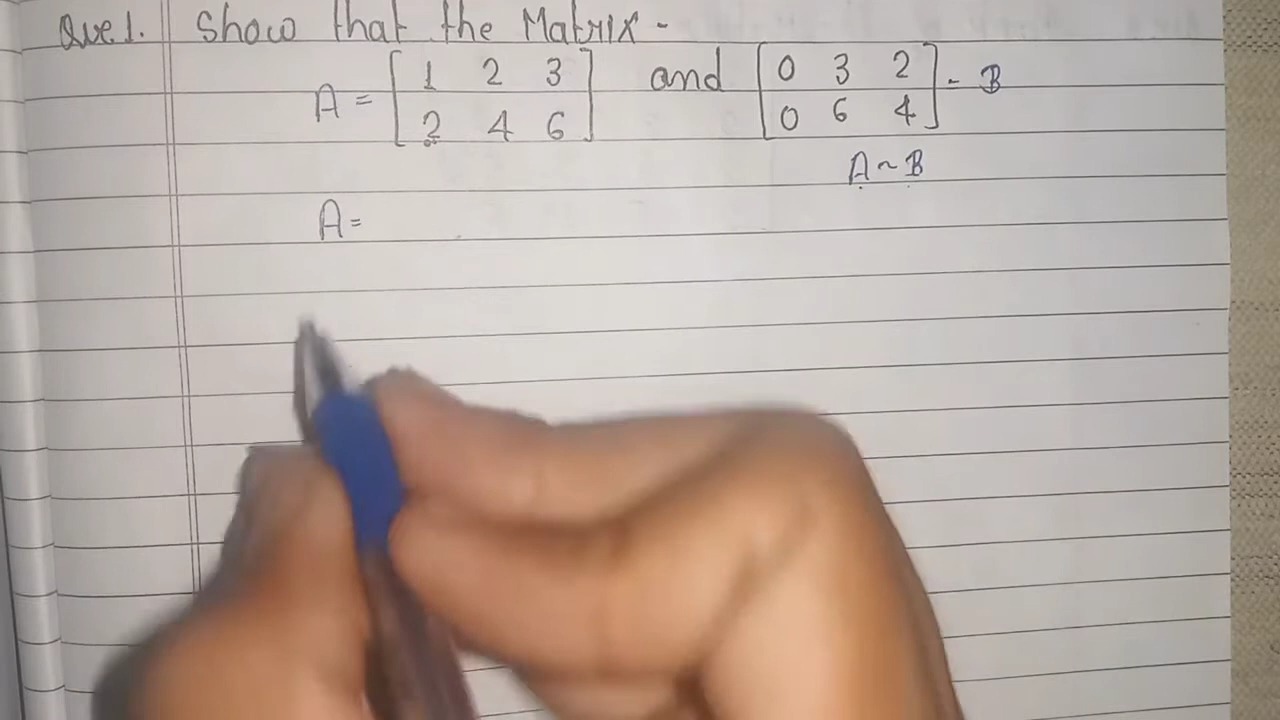 Que 1. Show that the Matrix -
A = [ 1 2 3 ] and [ 0 3 2 ] - B
[ 2 4 6 ] [ 0 6 4 ]
A ~ B
A =